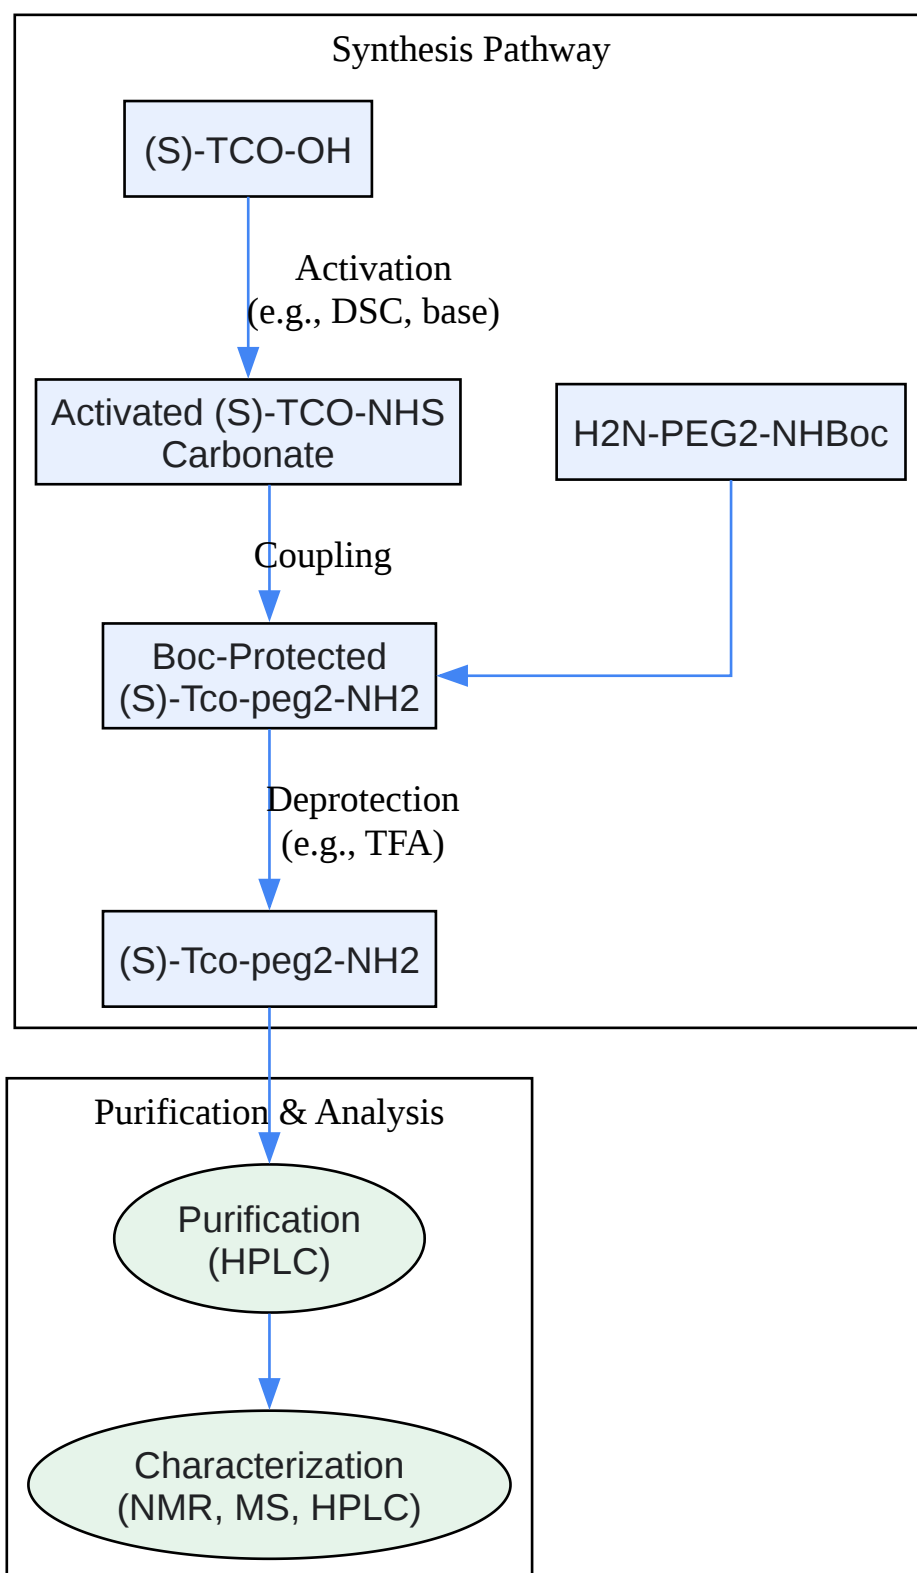 Synthesis Pathway
(S)-TCO-OH
Activation
(e.g., DSC, base)
Activated (S)-TCO-NHS
Carbonate
H2N-PEG2-NHBoc
Coupling
Boc-Protected
(S)-Tco-peg2-NH2
Deprotection
(e.g., TFA)
(S)-Tco-peg2-NH2
Purification & Analysis
Purification
(HPLC)
Characterization
(NMR, MS, HPLC)